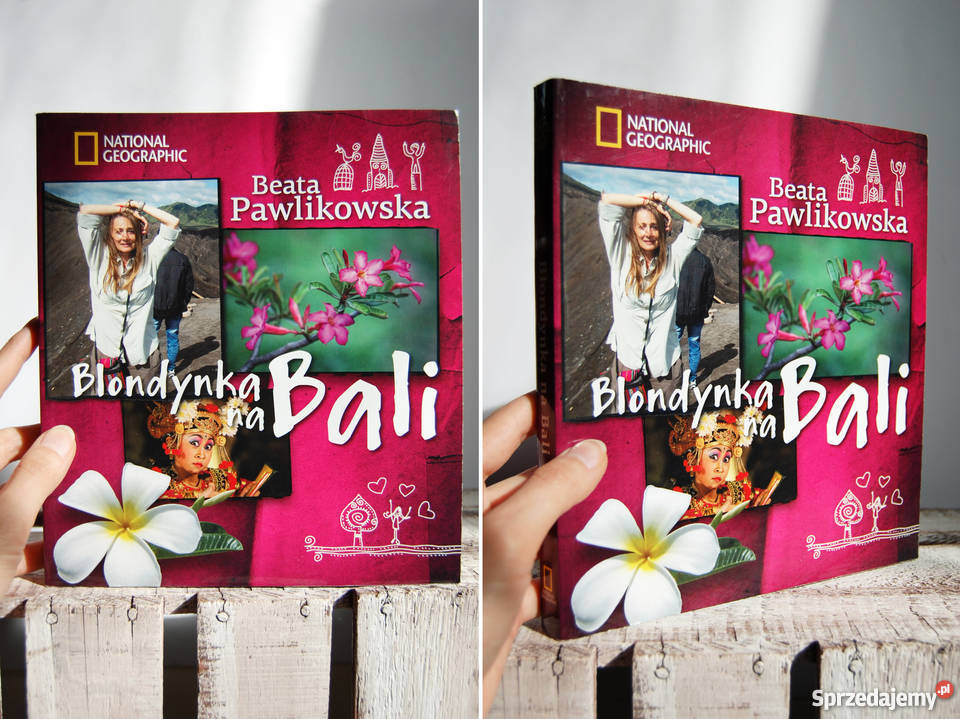 NATIONAL
GEOGRAPHIC
Beata
Pawlikowska
Blondynka
na Bali
NATIONAL
GEOGRAPHIC
Beata
Pawlikowska
Blondynka
na Bali
Sprzedajemy.pl